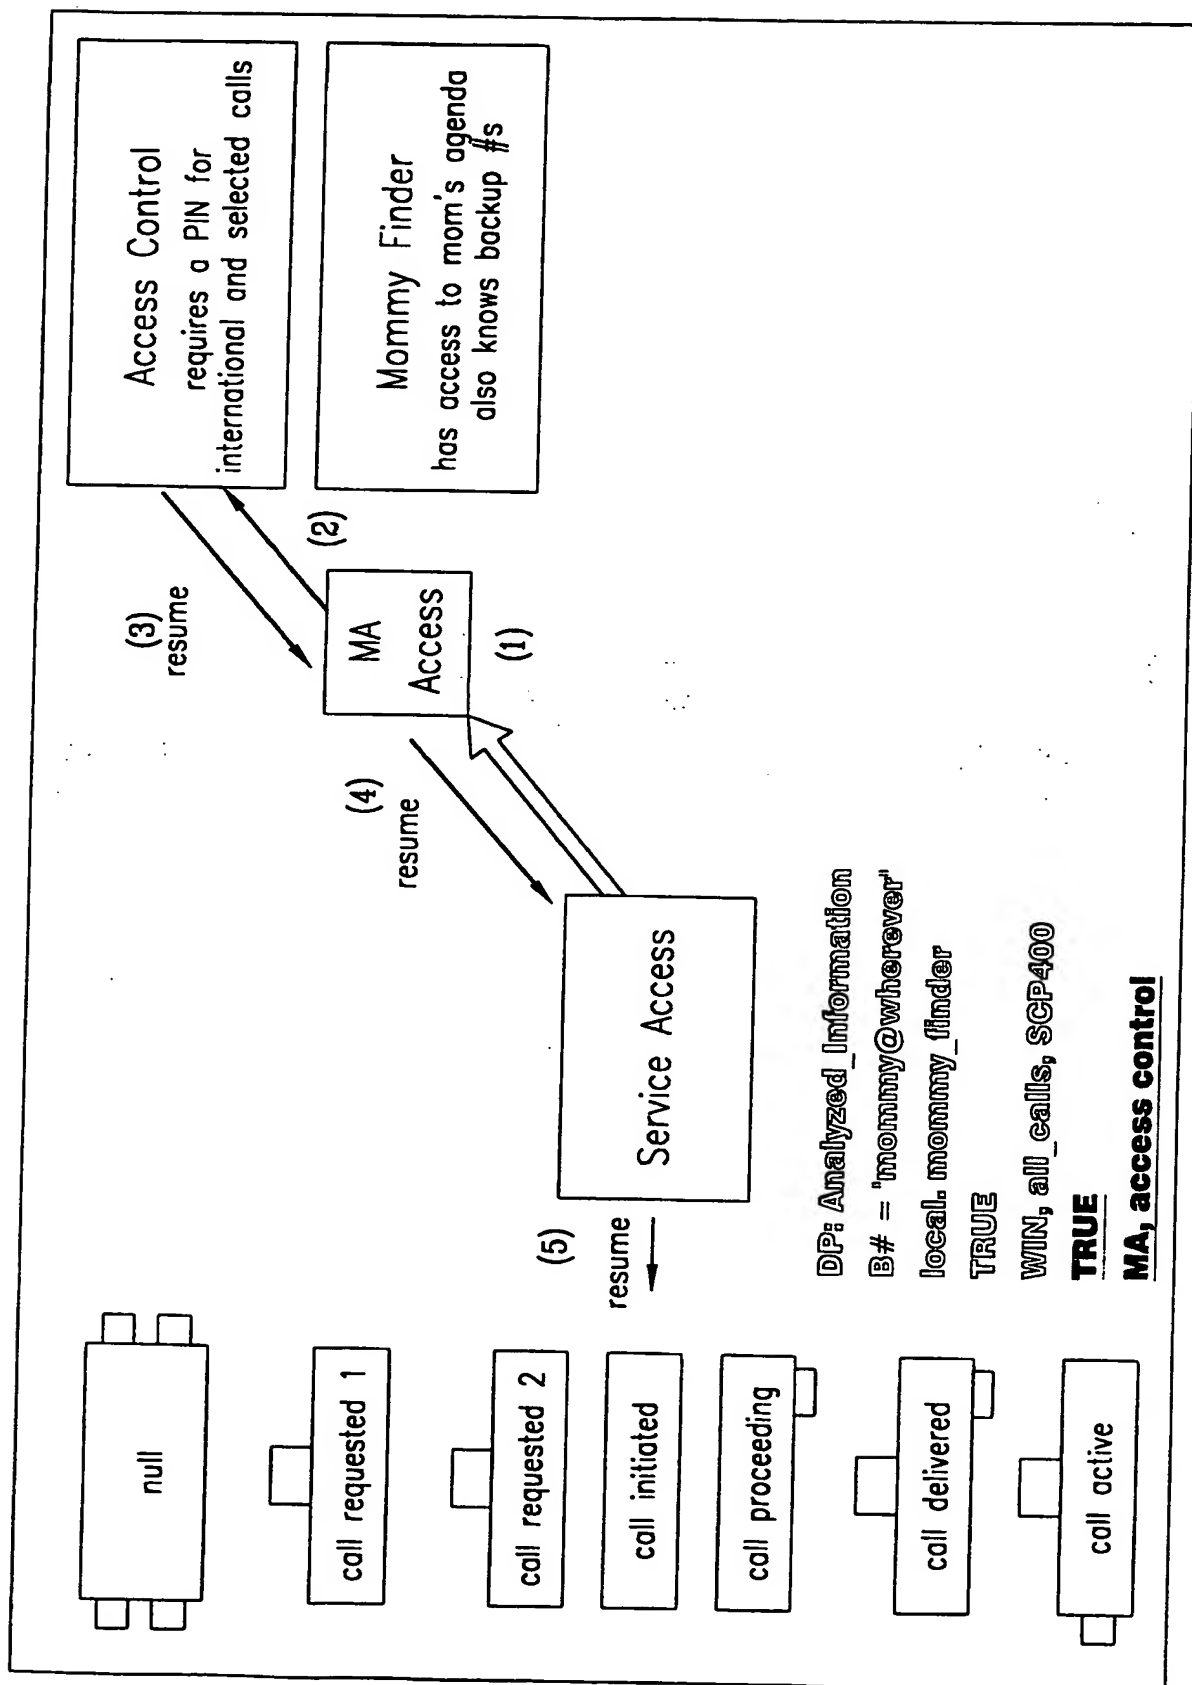 null
call requested 1
call requested 2
call initiated
call proceeding
call delivered
call active
(5)
resume
Service Access
(4)
resume
(3)
resume
MA
Access
(1)
(2)
Access Control
requires a PIN for
international and selected calls
Mommy Finder
has access to mom's agenda
also knows backup #s
DP: Analyzed_Information
B# = "mommy@wherever"
local. mommy_finder
TRUE
WIN, all_calls, SCP400
TRUE
MA, access control